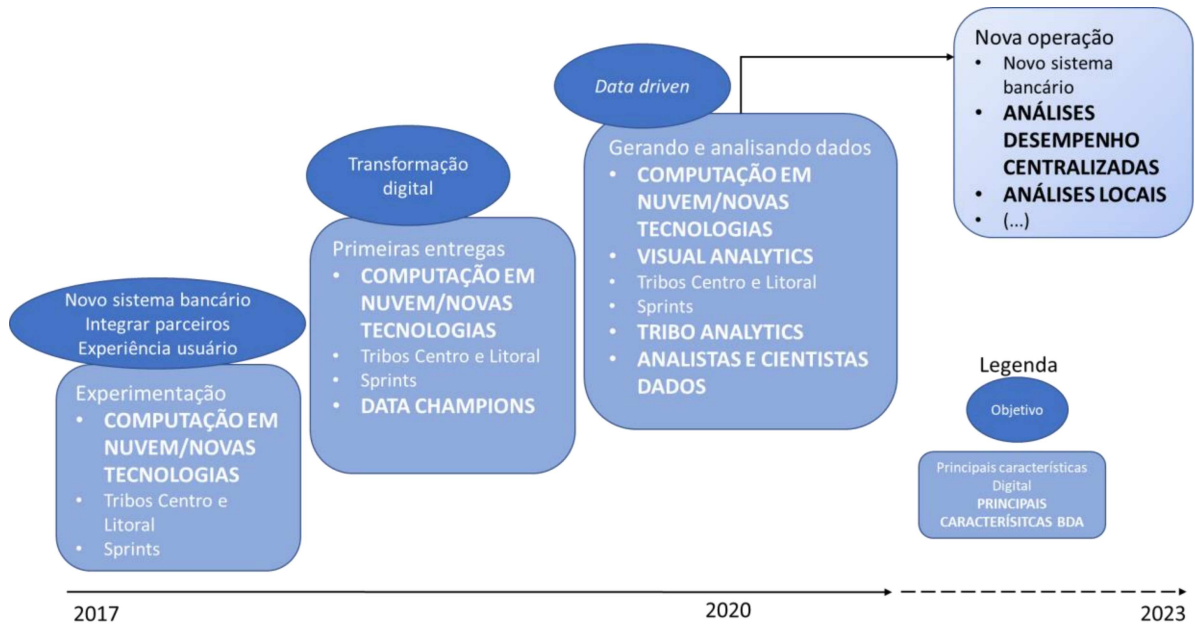 Novo sistema bancário
Integrar parceiros
Experiência usuário
Experimentação
• COMPUTAÇÃO EM
NUVEM/NOVAS
TECNOLOGIAS
• Tribos Centro e
Litoral
• Sprints
Transformação
digital
Primeiras entregas
• COMPUTAÇÃO EM
NUVEM/NOVAS
TECNOLOGIAS
• Tribos Centro e Litoral
• Sprints
• DATA CHAMPIONS
Data driven
Gerando e analisando dados
• COMPUTAÇÃO EM
NUVEM/NOVAS
TECNOLOGIAS
• VISUAL ANALYTICS
• Tribos Centro e Litoral
• Sprints
• TRIBO ANALYTICS
• ANALISTAS E CIENTISTAS
DADOS
Nova operação
• Novo sistema
bancário
• ANÁLISES
DESEMPENHO
CENTRALIZADAS
• ANÁLISES LOCAIS
• (...)
Legenda
Objetivo
Principais características
Digital
PRINCIPAIS
CARACTERÍSITCAS BDA
2017
2020
2023